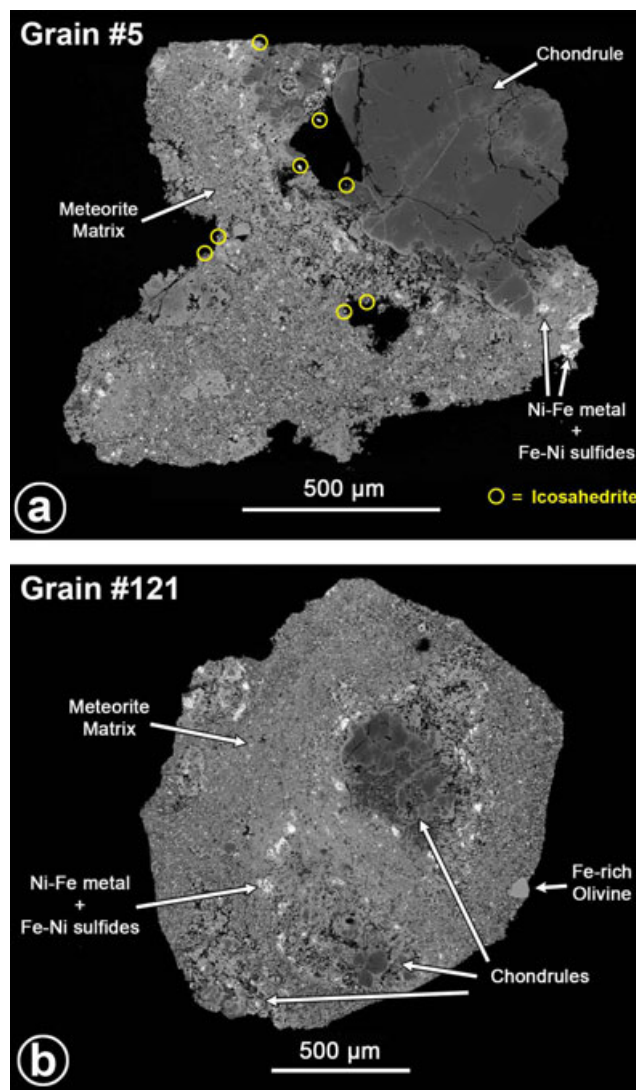 Grain #5
Chondrule
Meteorite
Matrix
Ni-Fe metal
+
Fe-Ni sulfides
500 µm
= Icosahedrite
a
Grain #121
Meteorite
Matrix
Ni-Fe metal
+
Fe-Ni sulfides
Fe-rich
Olivine
Chondrules
500 µm
b